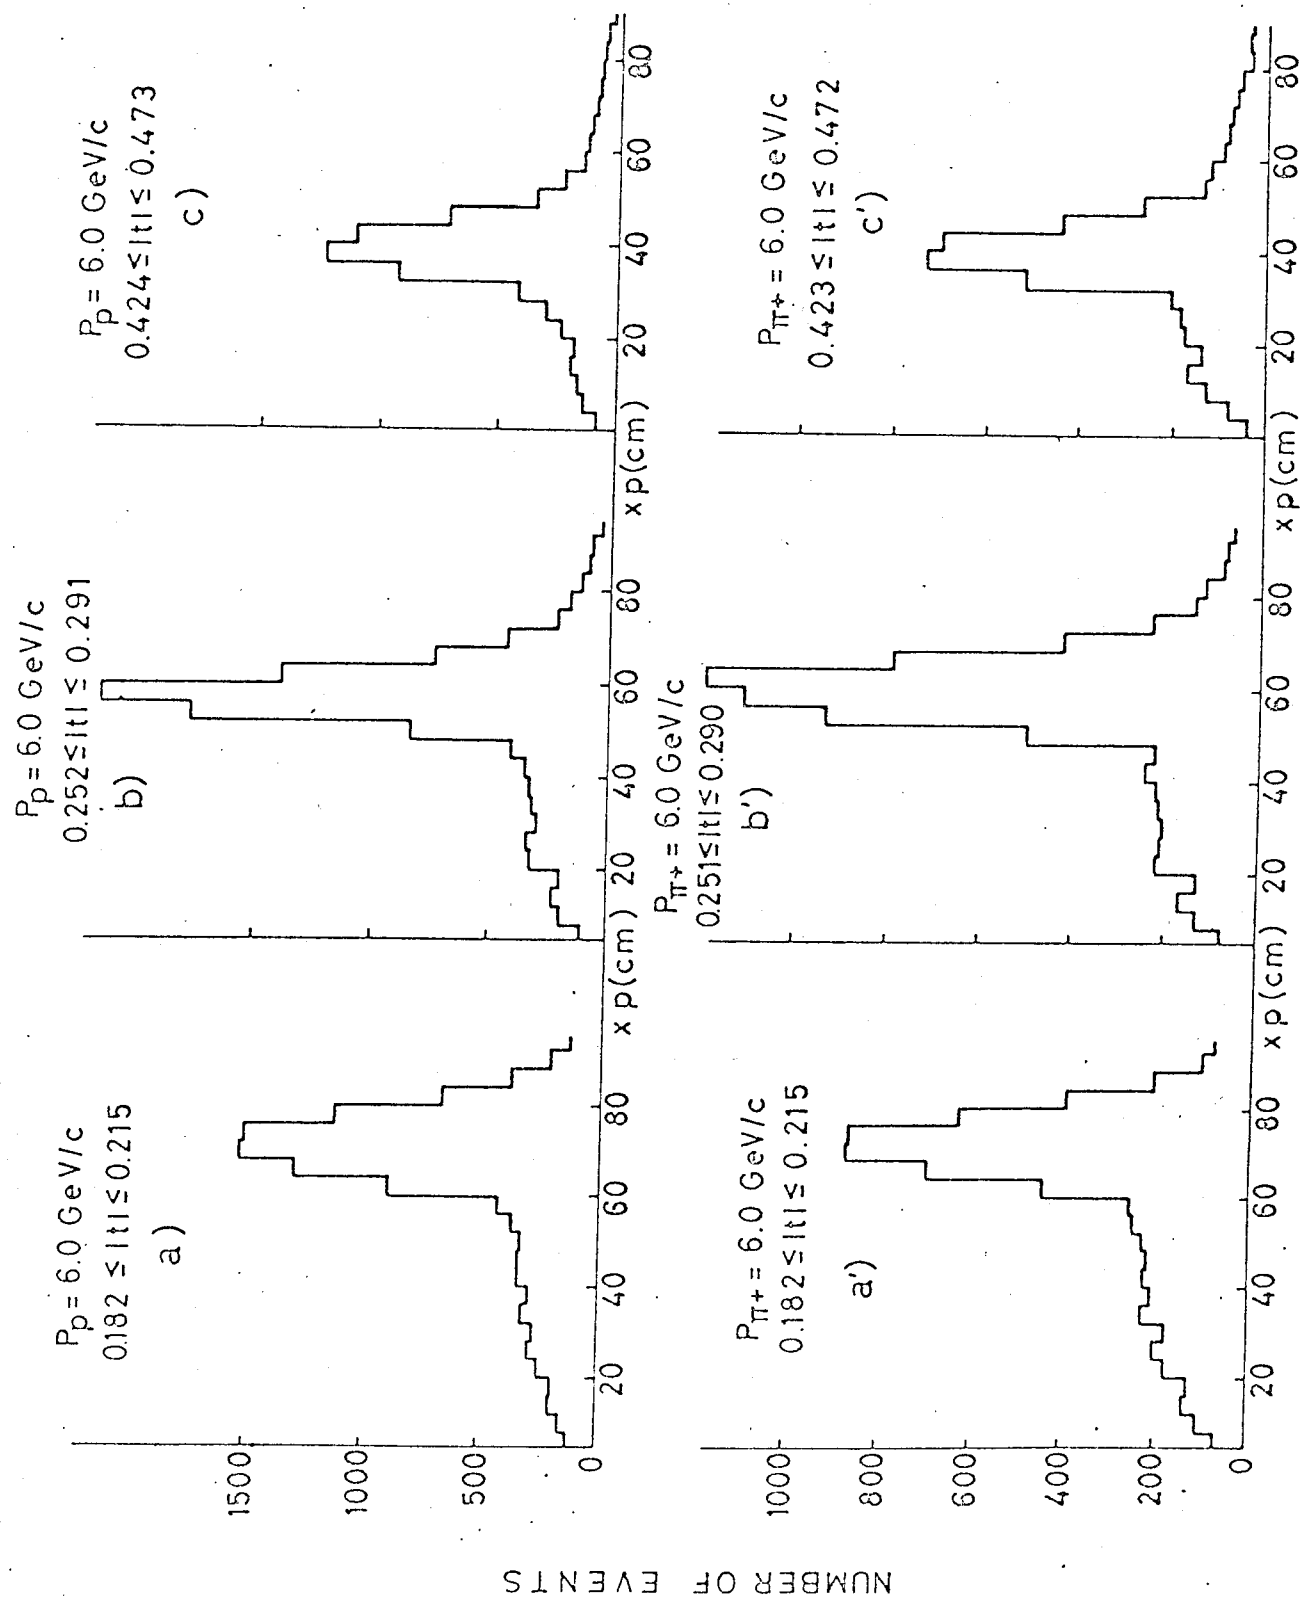 NUMBER OF EVENTS
P_p = 6.0 GeV/c
0.182 ≤ |t| ≤ 0.215
a)
1500
1000
500
0
20
40
60
80
x p (cm)
P_p = 6.0 GeV/c
0.252 ≤ |t| ≤ 0.291
b)
20
40
60
80
x p (cm)
P_p = 6.0 GeV/c
0.424 ≤ |t| ≤ 0.473
c)
20
40
60
80
P_π+ = 6.0 GeV/c
0.182 ≤ |t| ≤ 0.215
a')
1000
800
600
400
200
0
20
40
60
80
x p (cm)
P_π+ = 6.0 GeV/c
0.251 ≤ |t| ≤ 0.290
b')
20
40
60
80
x p (cm)
P_π+ = 6.0 GeV/c
0.423 ≤ |t| ≤ 0.472
c')
20
40
60
80